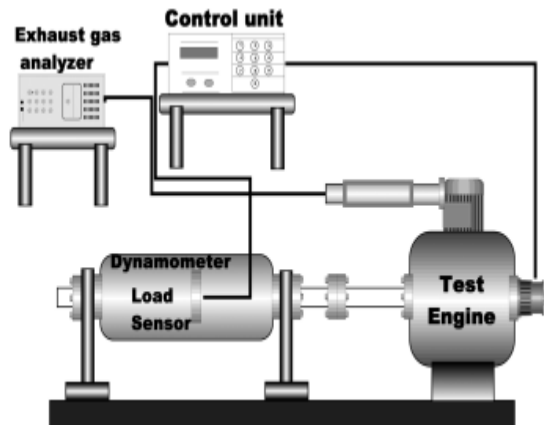 Control unit
Exhaust gas
analyzer
Dynamometer
Load
Sensor
Test
Engine